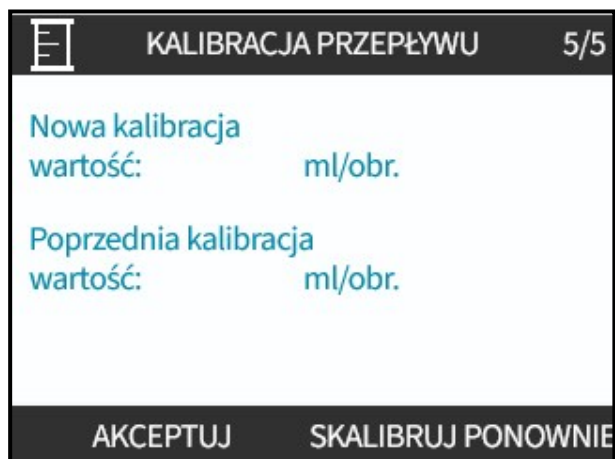 KALIBRACJA PRZEPŁYWU 5/5
Nowa kalibracja
wartość: ml/obr.
Poprzednia kalibracja
wartość: ml/obr.
AKCEPTUJ SKALIBRUJ PONOWNIE